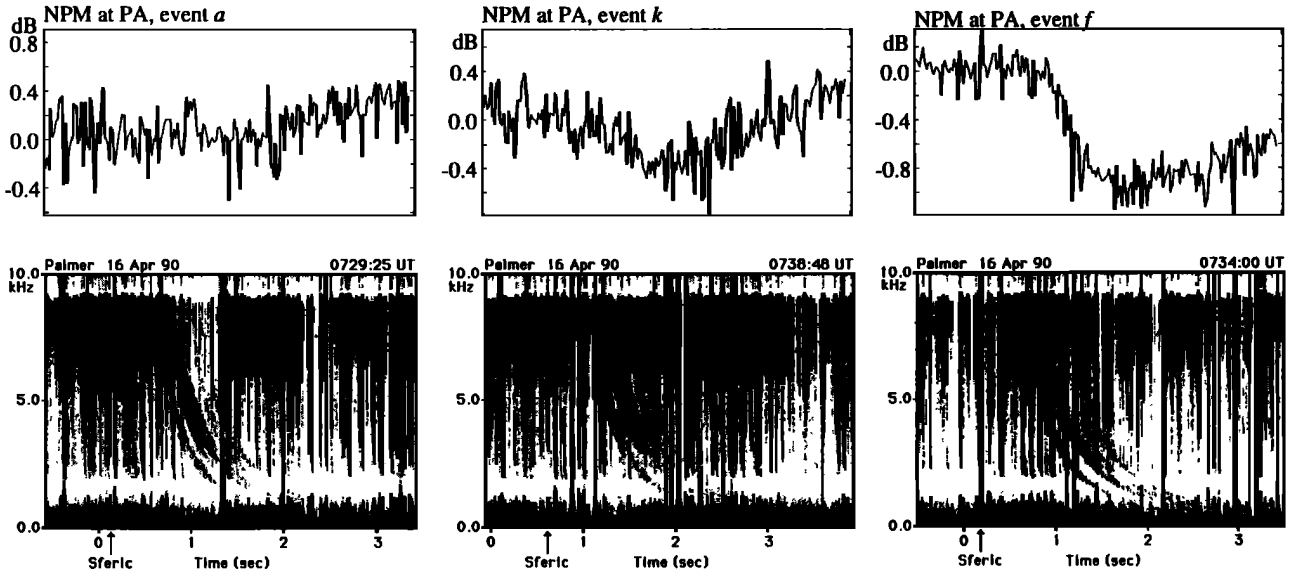 NPM at PA, event a
dB
0.8
0.4
0.0
-0.4
NPM at PA, event k
dB
0.4
0.0
-0.4
NPM at PA, event f
dB
0.0
-0.4
-0.8
Palmer 16 Apr 90 0729:25 UT
10.0
kHz
5.0
0.0
0 1 2 3
Sferic Time (sec)
Palmer 16 Apr 90 0738:48 UT
10.0
kHz
5.0
0.0
0 1 2 3
Sferic Time (sec)
Palmer 16 Apr 90 0734:00 UT
10.0
kHz
5.0
0.0
0 1 2 3
Sferic Time (sec)